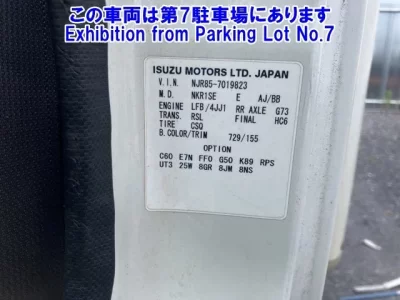 この車両は第7駐車場にあります
Exhibition from Parking Lot No.7
ISUZU MOTORS LTD. JAPAN
V.I.N. NJR85-7019823
M.D. NKR1SE E AJ/BB
ENGINE LFB/4JJ1 RR AXLE G73
TRANS. RSL FINAL HC6
TIRE CSQ
B.COLOR/TRIM 729/155
OPTION
C60 E7N FF0 G50 K89 RPS
UT3 25W 8GR 8JM 8NS